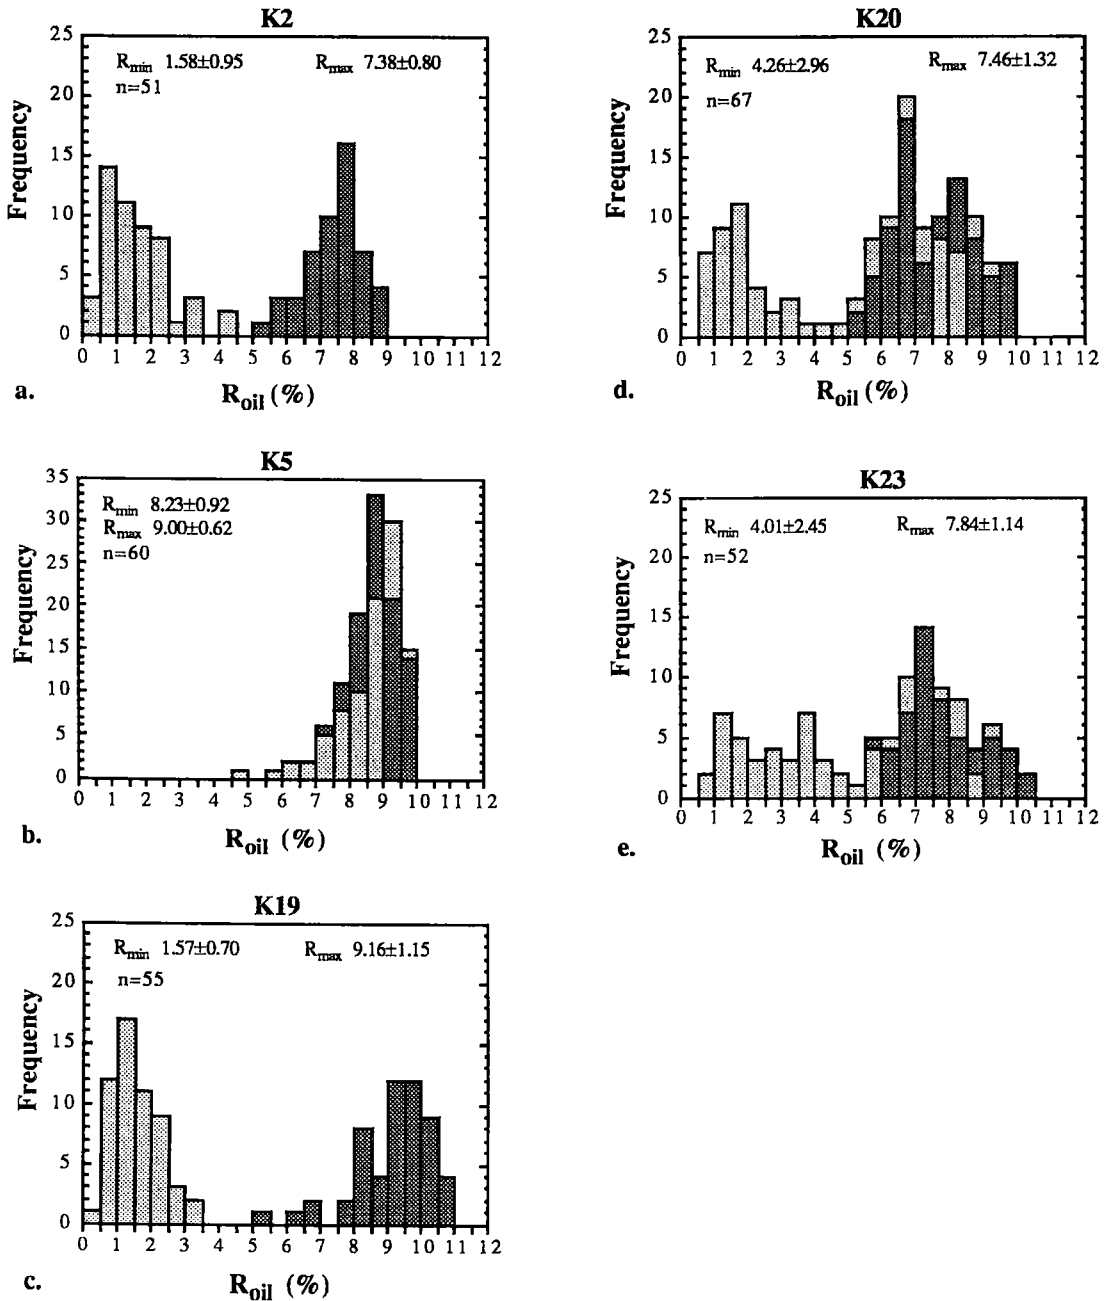 K2
25
20
15
10
5
0
Frequency
Rmin 1.58±0.95 Rmax 7.38±0.80
n=51
0 1 2 3 4 5 6 7 8 9 10 11 12
a. Roil (%)
K5
35
30
25
20
15
10
5
0
Frequency
Rmin 8.23±0.92
Rmax 9.00±0.62
n=60
0 1 2 3 4 5 6 7 8 9 10 11 12
b. Roil (%)
K19
25
20
15
10
5
0
Frequency
Rmin 1.57±0.70 Rmax 9.16±1.15
n=55
0 1 2 3 4 5 6 7 8 9 10 11 12
c. Roil (%)
K20
25
20
15
10
5
0
Frequency
Rmin 4.26±2.96 Rmax 7.46±1.32
n=67
0 1 2 3 4 5 6 7 8 9 10 11 12
d. Roil (%)
K23
25
20
15
10
5
0
Frequency
Rmin 4.01±2.45 Rmax 7.84±1.14
n=52
0 1 2 3 4 5 6 7 8 9 10 11 12
e. Roil (%)